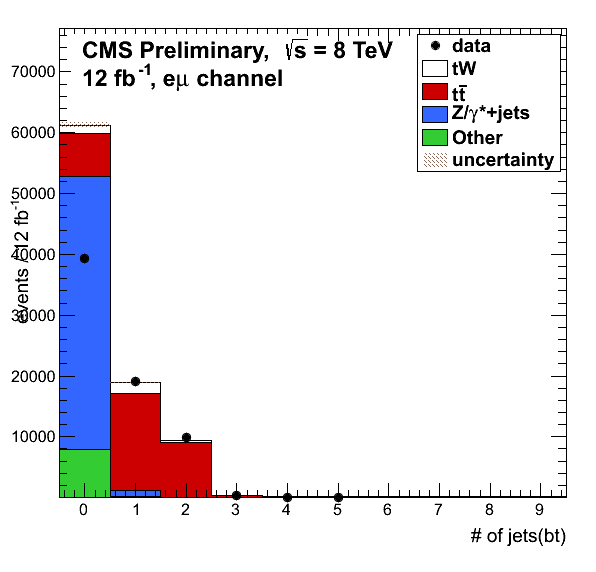 CMS Preliminary, √s = 8 TeV
12 fb⁻¹, eμ channel
data
tW
tt̄
Z/γ*+jets
Other
uncertainty
events / 12 fb⁻¹
70000
60000
50000
40000
30000
20000
10000
0 1 2 3 4 5 6 7 8 9
# of jets(bt)